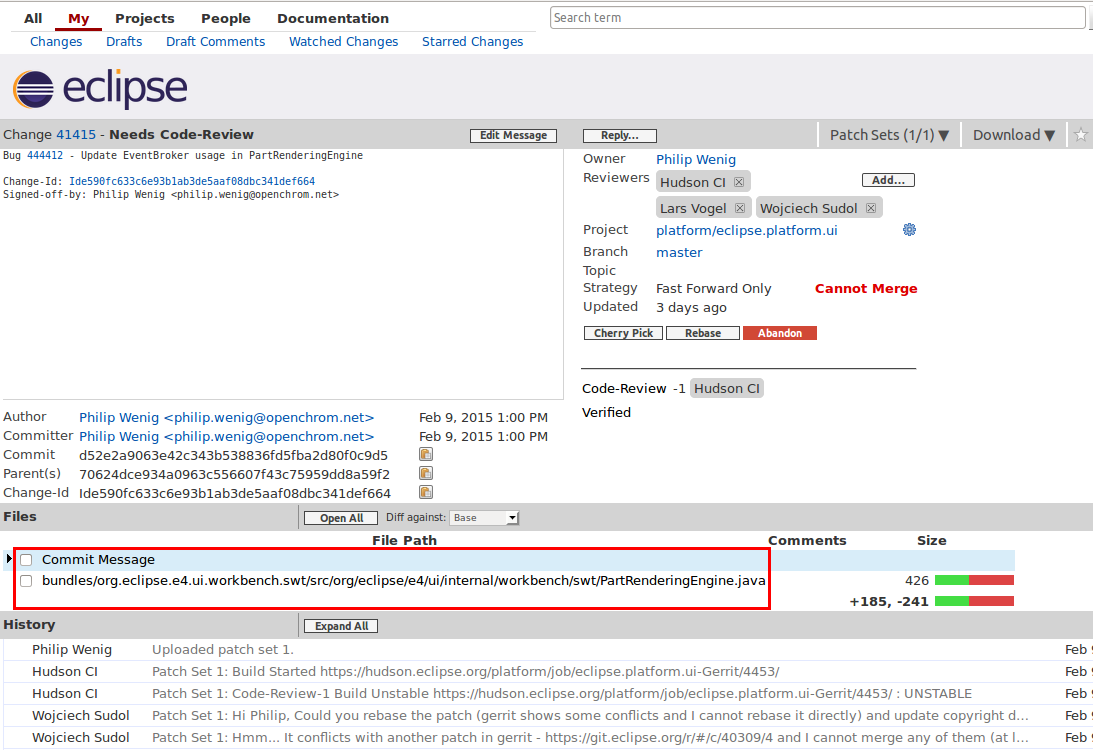 All My Projects People Documentation Search term
Changes Drafts Draft Comments Watched Changes Starred Changes
eclipse
Change 41415 - Needs Code-Review Edit Message Reply... Patch Sets (1/1) ▼ Download ▼
Bug 444412 - Update EventBroker usage in PartRenderingEngine
Change-Id: Ide590fc633c6e93b1ab3de5aaf08dbc341def664
Signed-off-by: Philip Wenig <philip.wenig@openchrom.net>
Owner Philip Wenig
Reviewers Hudson CI Add...
Lars Vogel Wojciech Sudol
Project platform/eclipse.platform.ui
Branch master
Topic
Strategy Fast Forward Only Cannot Merge
Updated 3 days ago
Cherry Pick Rebase Abandon
Code-Review -1 Hudson CI
Verified
Author Philip Wenig <philip.wenig@openchrom.net> Feb 9, 2015 1:00 PM
Committer Philip Wenig <philip.wenig@openchrom.net> Feb 9, 2015 1:00 PM
Commit d52e2a9063e42c343b538836fd5fba2d80f0c9d5
Parent(s) 70624dce934a0963c556607f43c75959dd8a59f2
Change-Id Ide590fc633c6e93b1ab3de5aaf08dbc341def664
Files Open All Diff against: Base
File Path Comments Size
Commit Message
bundles/org.eclipse.e4.ui.workbench.swt/src/org/eclipse/e4/ui/internal/workbench/swt/PartRenderingEngine.java 426
+185, -241
History Expand All
Philip Wenig Uploaded patch set 1. Feb
Hudson CI Patch Set 1: Build Started https://hudson.eclipse.org/platform/job/eclipse.platform.ui-Gerrit/4453/ Feb
Hudson CI Patch Set 1: Code-Review-1 Build Unstable https://hudson.eclipse.org/platform/job/eclipse.platform.ui-Gerrit/4453/ : UNSTABLE Feb
Wojciech Sudol Patch Set 1: Hi Philip, Could you rebase the patch (gerrit shows some conflicts and I cannot rebase it directly) and update copyright d... Feb
Wojciech Sudol Patch Set 1: Hmm... It conflicts with another patch in gerrit - https://git.eclipse.org/r/#/c/40309/4 and I cannot merge any of them (at l... Feb